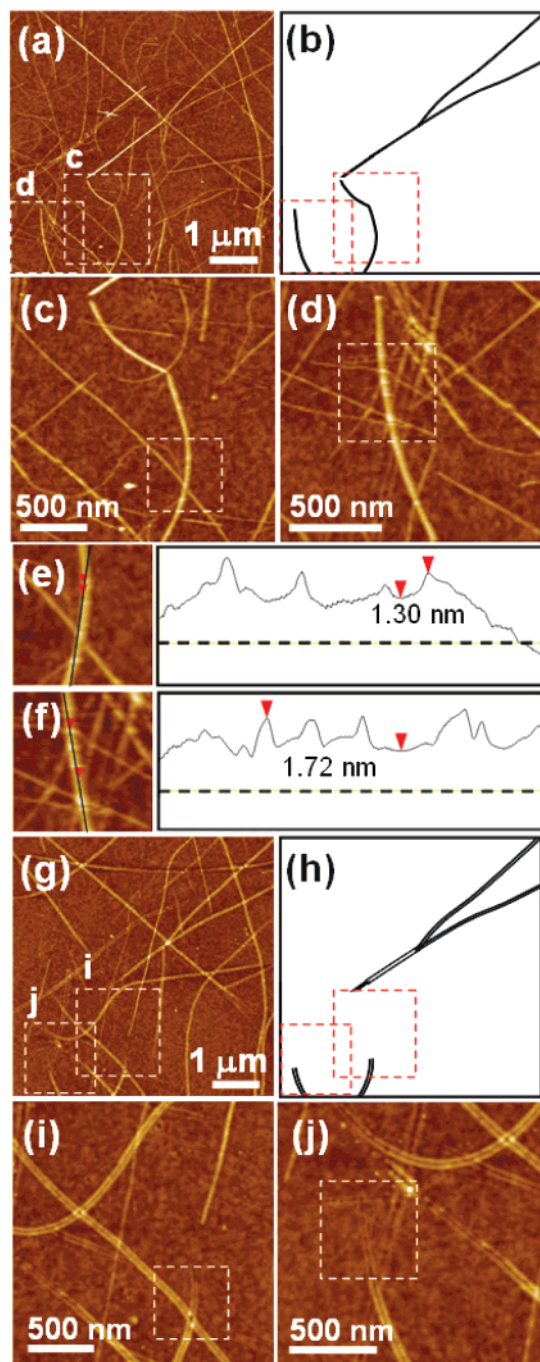 (a)
(b)
c
d
1 μm
(c)
(d)
500 nm
500 nm
(e)
1.30 nm
(f)
1.72 nm
(g)
(h)
i
j
1 μm
(i)
(j)
500 nm
500 nm